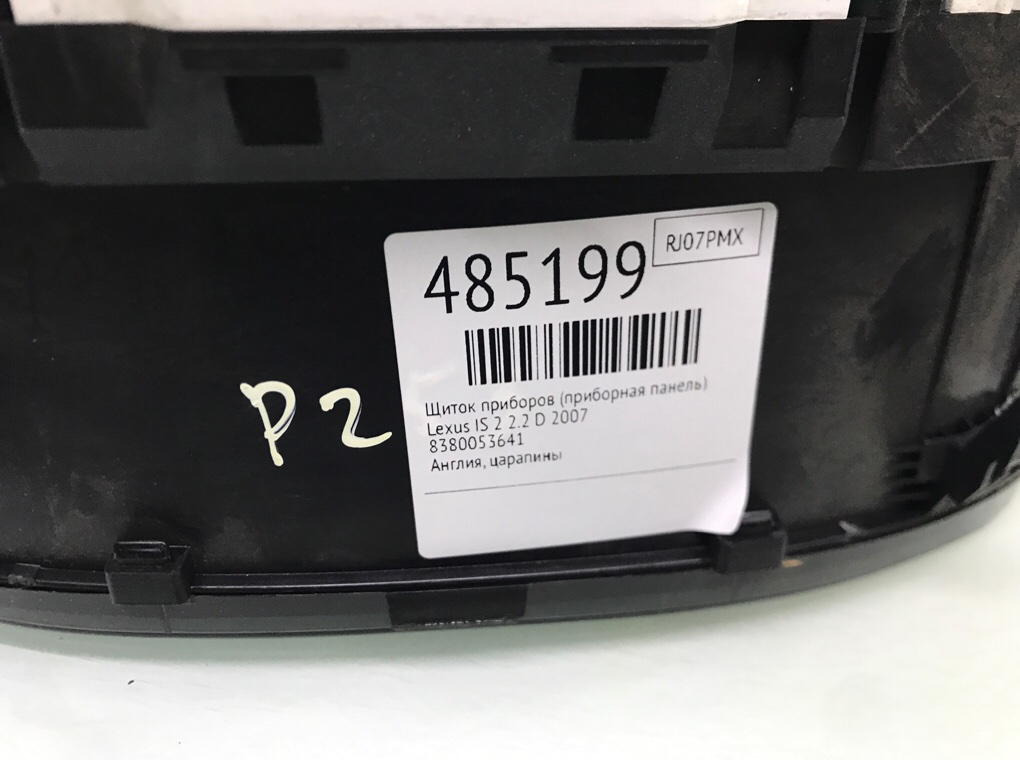 485199
RJ07PMX
Щиток приборов (приборная панель)
Lexus IS 2 2.2 D 2007
8380053641
Англия, царапины
P2